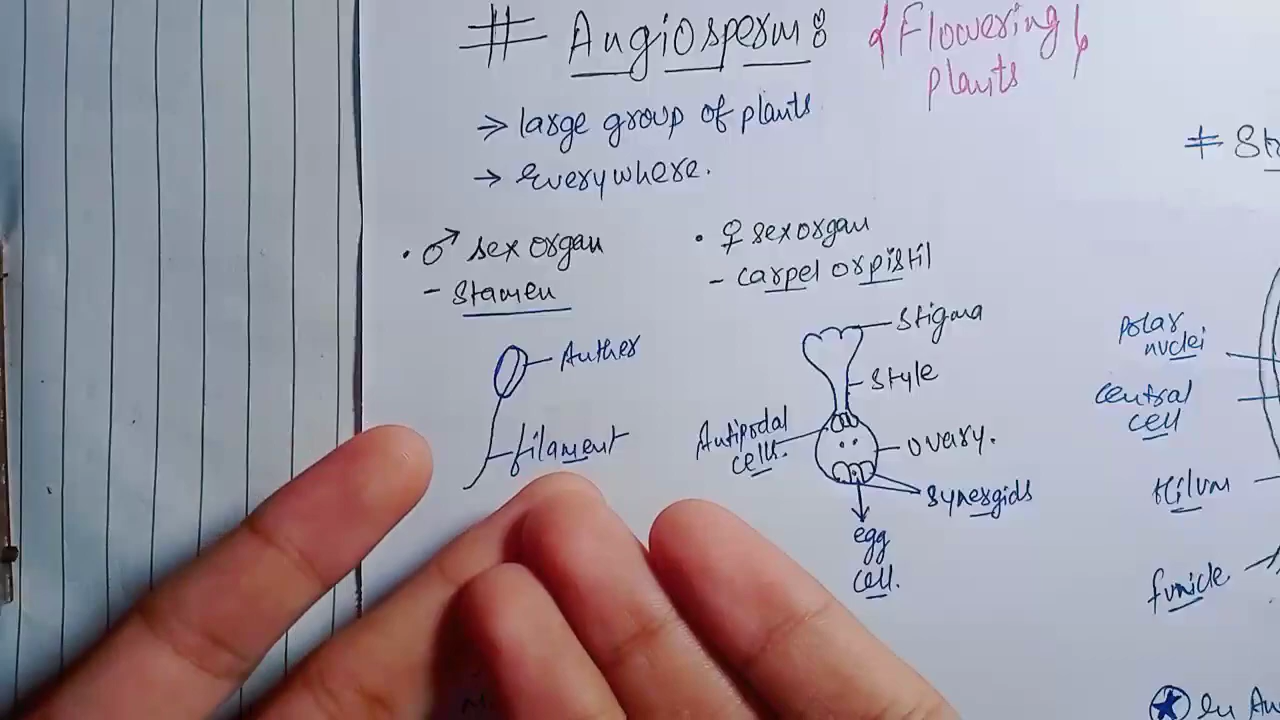 # Angiosperm: {Flowering
plants}
→ large group of plants
→ Everywhere.
• ♂ sex organ
- Stamen
• ♀ sex organ
- carpel or pistil
Anther
filament
Stigma
Style
Antipodal
cell.
ovary.
synergids
egg
cell.
≠ St
polar
nuclei
central
cell
Hilum
funicle
In An